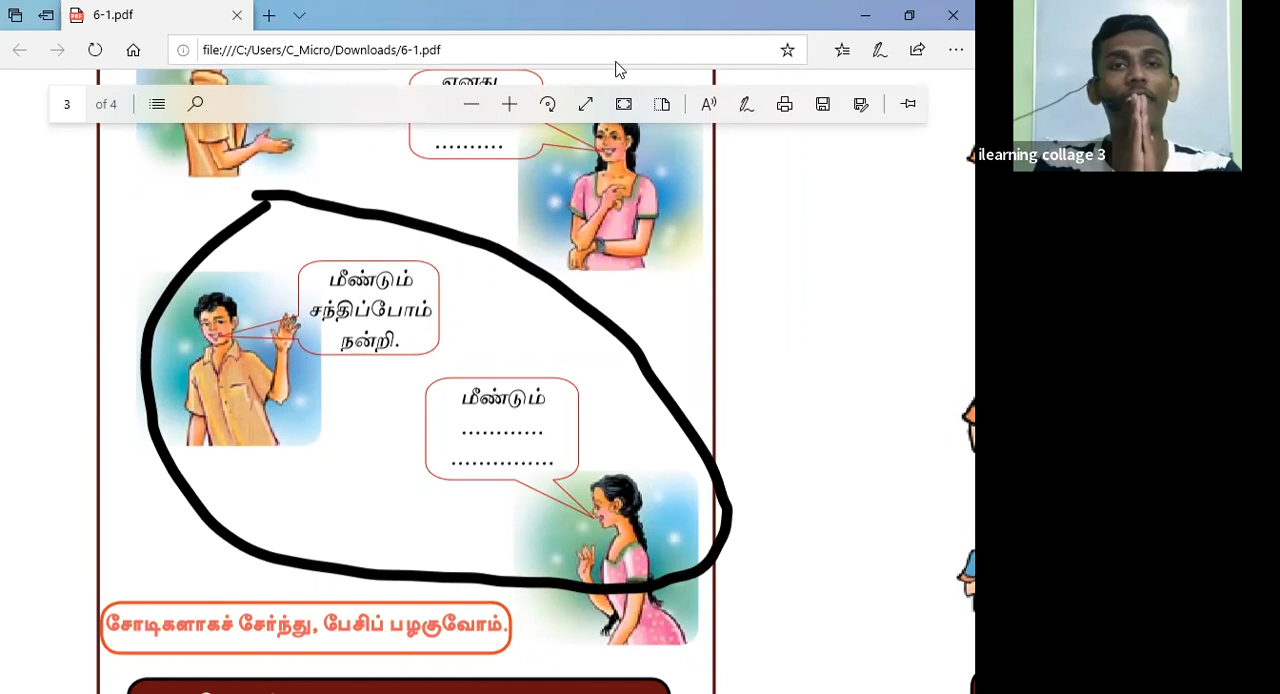 6-1.pdf
file:///C:/Users/C_Micro/Downloads/6-1.pdf
3 of 4
ilearning collage 3
எனது
..........
மீண்டும்
சந்திப்போம்
நன்றி.
மீண்டும்
............
...............
சோடிகளாகச் சேர்ந்து, பேசிப் பழகுவோம்.